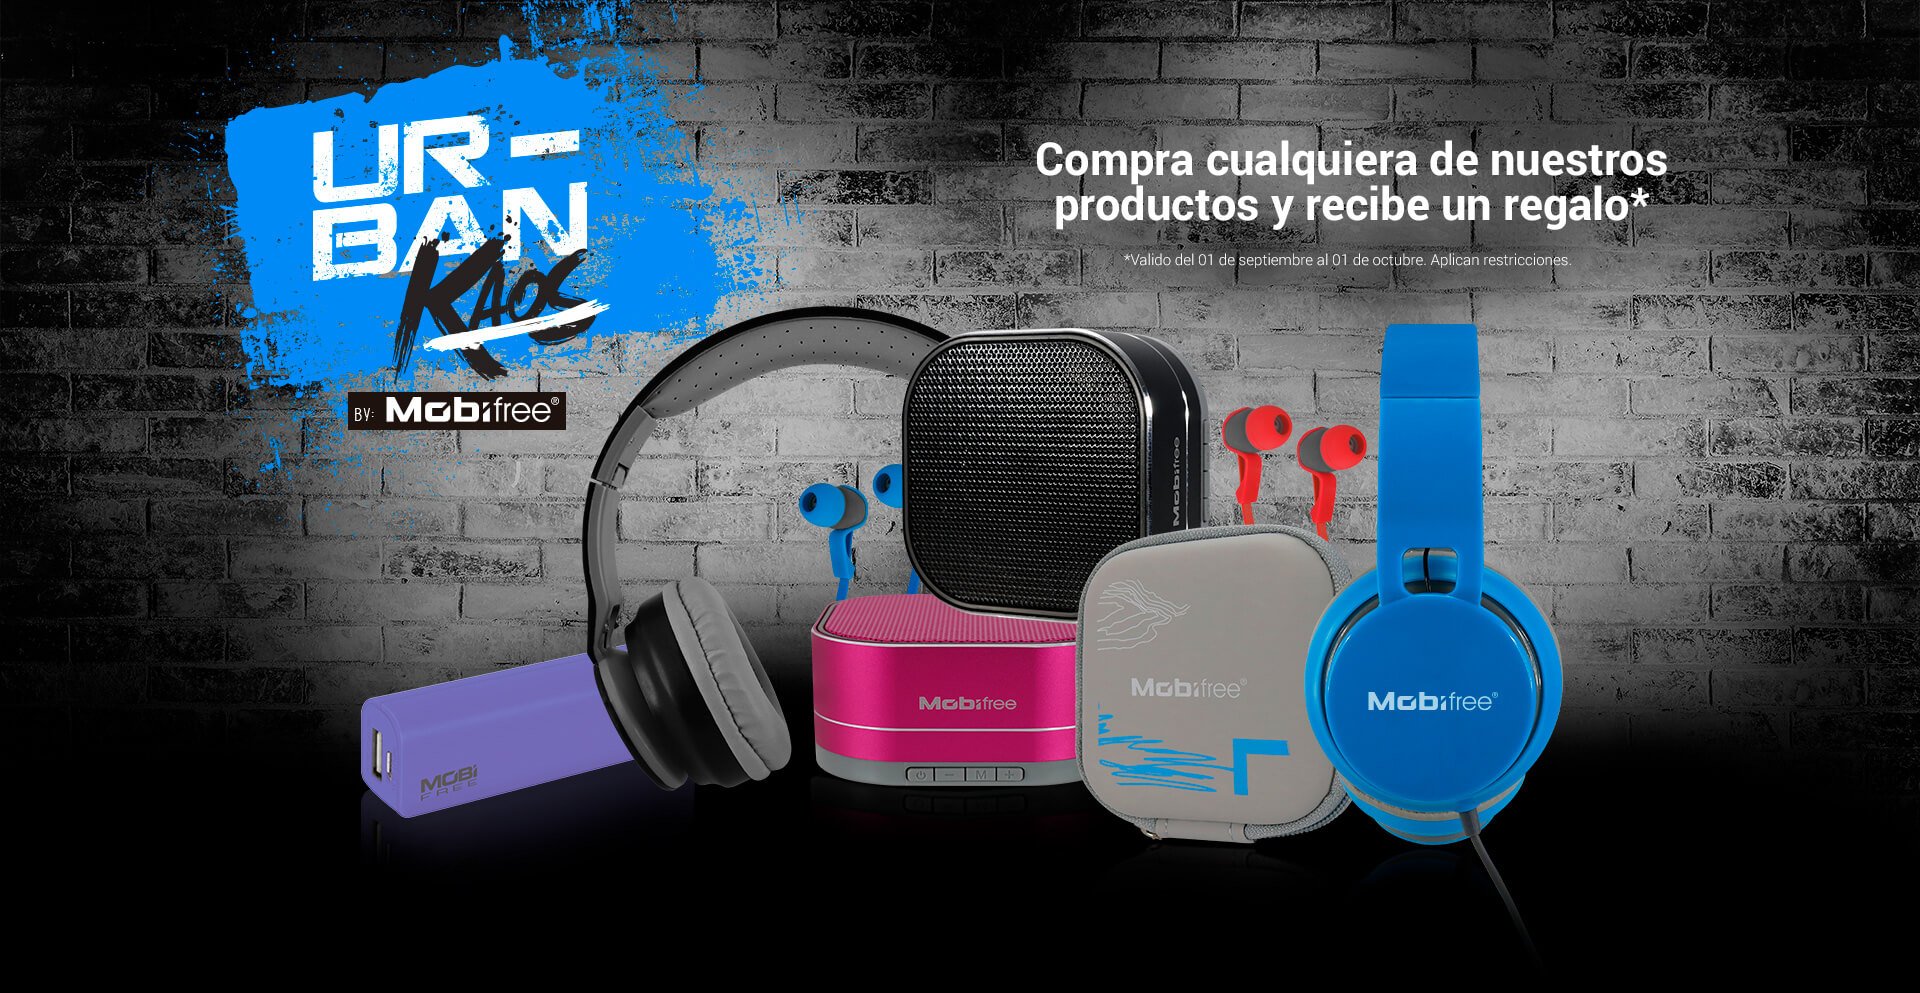 UR-
BAN
KAOS
BY: Mobifree®
Compra cualquiera de nuestros
productos y recibe un regalo*
*Valido del 01 de septiembre al 01 de octubre. Aplican restricciones.
Mobifree
Mobifree
M
Mobifree®
Mobifree®
MOBI
FREE